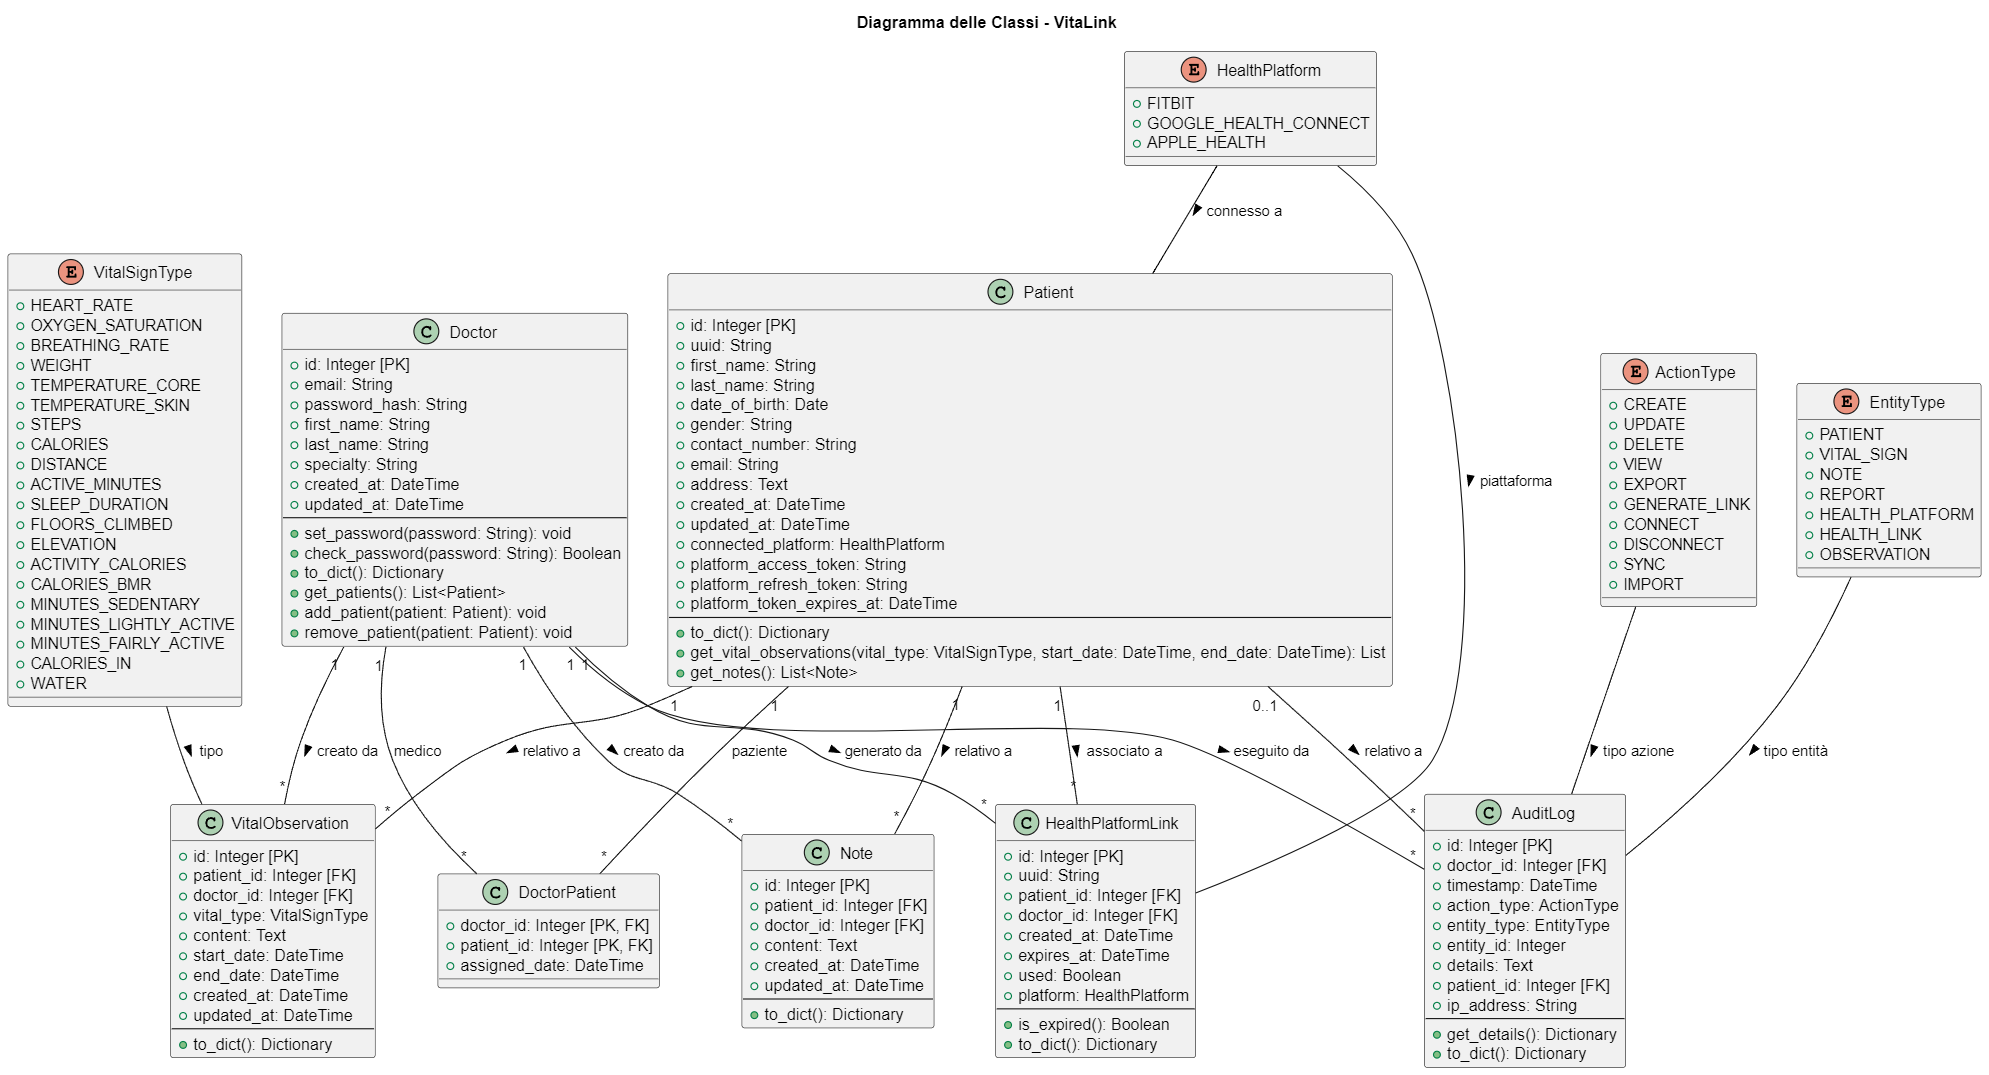 Diagramma delle Classi - VitaLink
HealthPlatform
FITBIT
GOOGLE_HEALTH_CONNECT
APPLE_HEALTH
connesso a
piattaforma
VitalSignType
HEART_RATE
OXYGEN_SATURATION
BREATHING_RATE
WEIGHT
TEMPERATURE_CORE
TEMPERATURE_SKIN
STEPS
CALORIES
DISTANCE
ACTIVE_MINUTES
SLEEP_DURATION
FLOORS_CLIMBED
ELEVATION
ACTIVITY_CALORIES
CALORIES_BMR
MINUTES_SEDENTARY
MINUTES_LIGHTLY_ACTIVE
MINUTES_FAIRLY_ACTIVE
CALORIES_IN
WATER
Doctor
id: Integer [PK]
email: String
password_hash: String
first_name: String
last_name: String
specialty: String
created_at: DateTime
updated_at: DateTime
set_password(password: String): void
check_password(password: String): Boolean
to_dict(): Dictionary
get_patients(): List<Patient>
add_patient(patient: Patient): void
remove_patient(patient: Patient): void
Patient
id: Integer [PK]
uuid: String
first_name: String
last_name: String
date_of_birth: Date
gender: String
contact_number: String
email: String
address: Text
created_at: DateTime
updated_at: DateTime
connected_platform: HealthPlatform
platform_access_token: String
platform_refresh_token: String
platform_token_expires_at: DateTime
to_dict(): Dictionary
get_vital_observations(vital_type: VitalSignType, start_date: DateTime, end_date: DateTime): List
get_notes(): List<Note>
ActionType
CREATE
UPDATE
DELETE
VIEW
EXPORT
GENERATE_LINK
CONNECT
DISCONNECT
SYNC
IMPORT
EntityType
PATIENT
VITAL_SIGN
NOTE
REPORT
HEALTH_PLATFORM
HEALTH_LINK
OBSERVATION
1 1 1 1 1
1 1 1 1 0..1
tipo
creato da
medico
relativo a
creato da
paziente
generato da
relativo a
associato a
eseguito da
relativo a
tipo azione
tipo entità
* * * * * * * * * *
VitalObservation
id: Integer [PK]
patient_id: Integer [FK]
doctor_id: Integer [FK]
vital_type: VitalSignType
content: Text
start_date: DateTime
end_date: DateTime
created_at: DateTime
updated_at: DateTime
to_dict(): Dictionary
DoctorPatient
doctor_id: Integer [PK, FK]
patient_id: Integer [PK, FK]
assigned_date: DateTime
Note
id: Integer [PK]
patient_id: Integer [FK]
doctor_id: Integer [FK]
content: Text
created_at: DateTime
updated_at: DateTime
to_dict(): Dictionary
HealthPlatformLink
id: Integer [PK]
uuid: String
patient_id: Integer [FK]
doctor_id: Integer [FK]
created_at: DateTime
expires_at: DateTime
used: Boolean
platform: HealthPlatform
is_expired(): Boolean
to_dict(): Dictionary
AuditLog
id: Integer [PK]
doctor_id: Integer [FK]
timestamp: DateTime
action_type: ActionType
entity_type: EntityType
entity_id: Integer
details: Text
patient_id: Integer [FK]
ip_address: String
get_details(): Dictionary
to_dict(): Dictionary